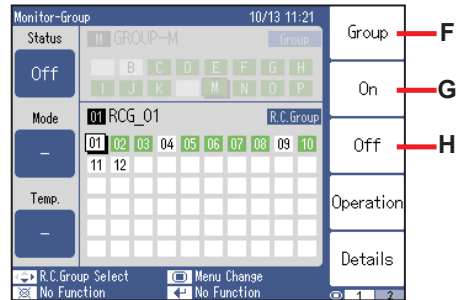 Monitor-Group 10/13 11:21
Status
Off
Mode
–
Temp.
–
M GROUP-M Group
B C D E F G H
I J K M N O P
01 RCG_01 R.C.Group
01 02 03 04 05 06 07 08 09 10
11 12
R.C.Group Select Menu Change
No Function No Function
Group
On
Off
Operation
Details
1 2
F
G
H